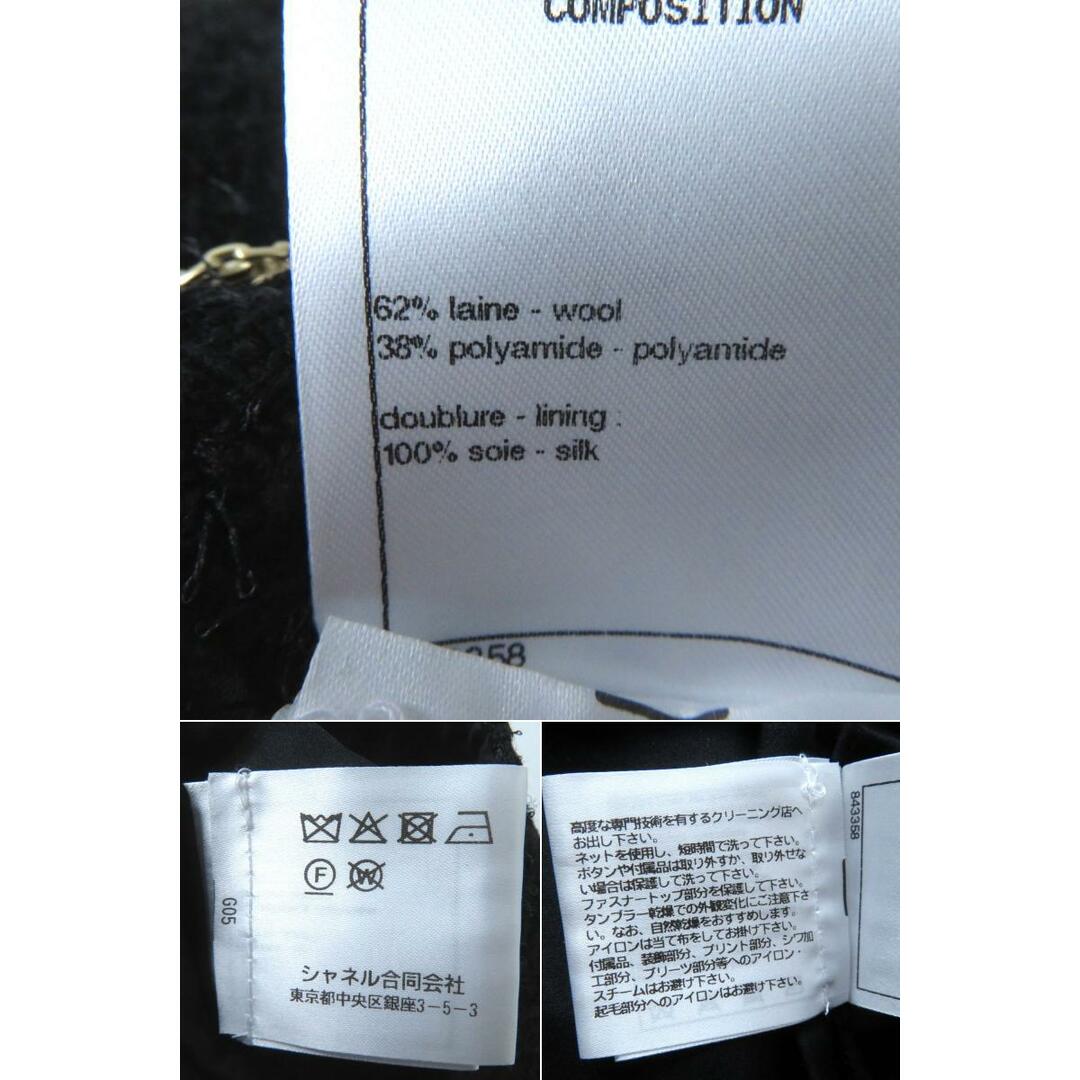 COMPOSITION
62% laine - wool
38% polyamide - polyamide
doublure - lining :
100% soie - silk
358
F
W
G05
シャネル合同会社
東京都中央区銀座3-5-3
高度な専門技術を有するクリーニング店へ
お出し下さい。
ネットを使用し、短時間で洗って下さい。
ボタンや付属品は取り外すか、取り外せな
い場合は保護して洗って下さい。
ファスナートップ部分を保護して下さい。
タンブラー乾燥での外観変化にご注意下さ
い。なお、自然乾燥をおすすめします。
アイロンは当て布をしてお掛け下さい。
付属品、装飾部分、プリント部分、シワ加
工部分、プリーツ部分等へのアイロン・
スチームはお避け下さい。
起毛部分へのアイロンはお避け下さい。
843358